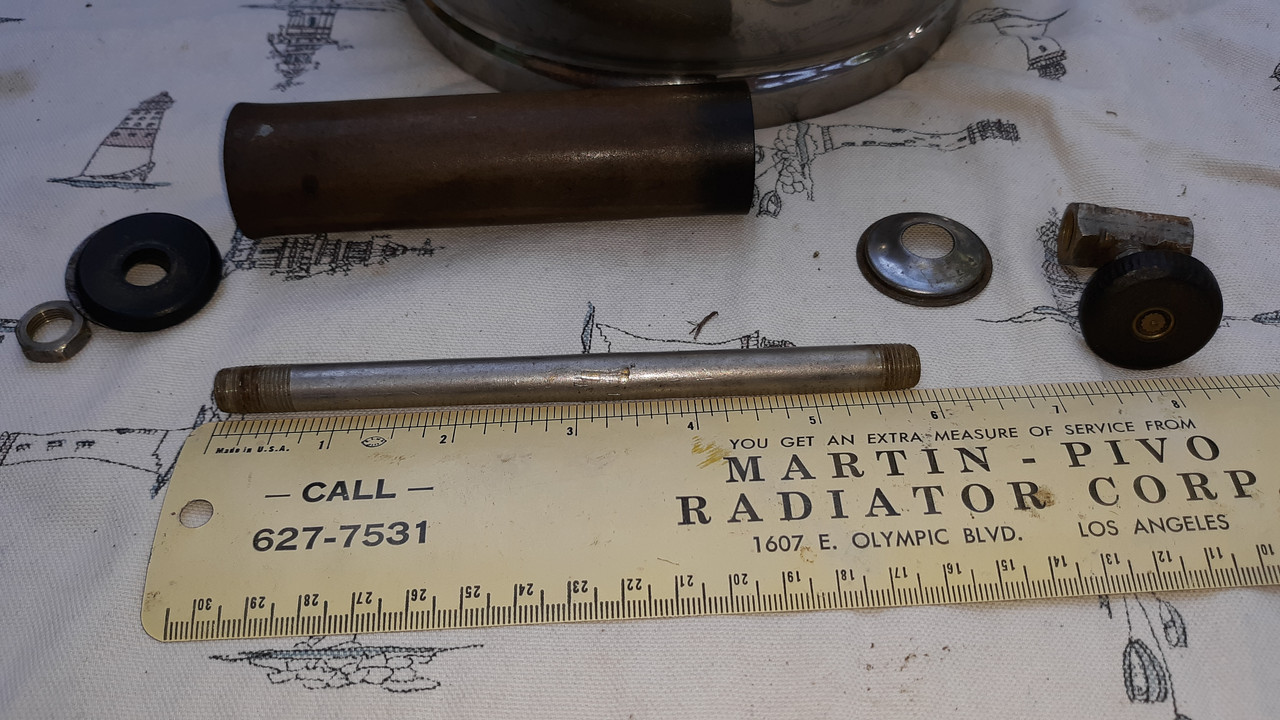 1 2 3 4 5 6 7 8
Made in U.S.A.
YOU GET AN EXTRA MEASURE OF SERVICE FROM
— CALL —
MARTIN - PIVO
627-7531
RADIATOR CORP
1607 E. OLYMPIC BLVD. LOS ANGELES
30 29 28 27 26 25 24 23 22 21 20 19 18 17 16 15 14 13 12 11 10